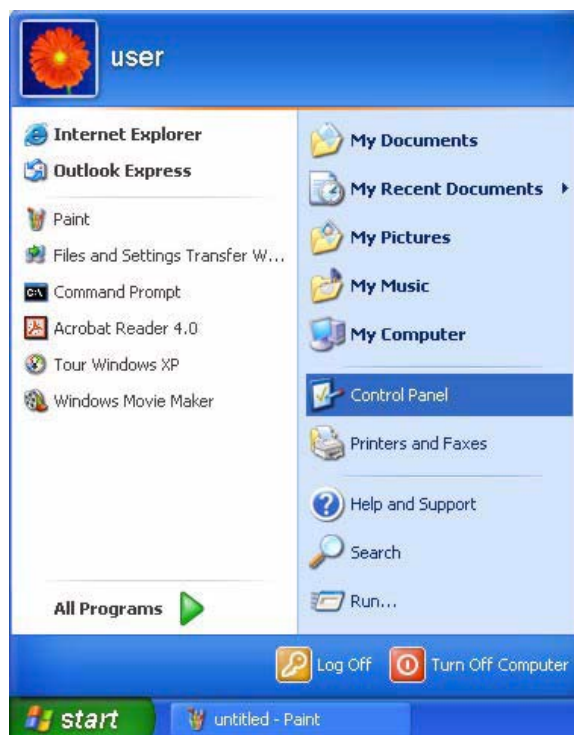 user
Internet Explorer
Outlook Express
Paint
Files and Settings Transfer W...
Command Prompt
Acrobat Reader 4.0
Tour Windows XP
Windows Movie Maker
All Programs
My Documents
My Recent Documents
My Pictures
My Music
My Computer
Control Panel
Printers and Faxes
Help and Support
Search
Run...
Log Off
Turn Off Computer
start
untitled - Paint